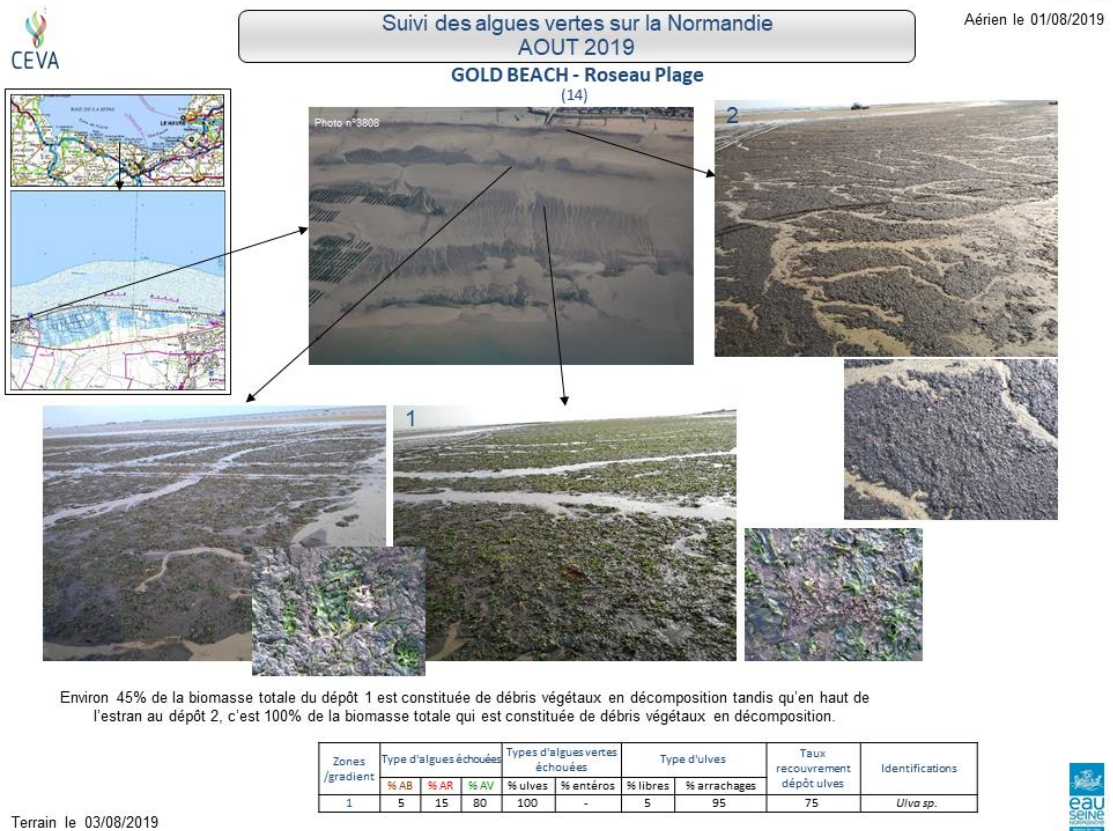 CEVA
Suivi des algues vertes sur la Normandie
AOUT 2019
Aérien le 01/08/2019
GOLD BEACH - Roseau Plage
(14)
LE HAVRE
Photo n°3808
2
1
Environ 45% de la biomasse totale du dépôt 1 est constituée de débris végétaux en décomposition tandis qu'en haut de
l'estran au dépôt 2, c'est 100% de la biomasse totale qui est constituée de débris végétaux en décomposition.
Zones /gradient
Type d'algues échouées
Types d'algues vertes échouées
Type d'ulves
Taux recouvrement dépôt ulves
Identifications
% AB % AR % AV % ulves % entéros % libres % arrachages
1 5 15 80 100 - 5 95 75 Ulva sp.
Terrain le 03/08/2019
eau
SEINE
NORMANDIE